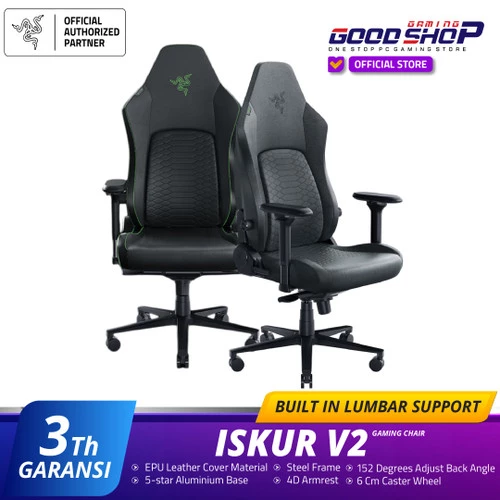 OFFICIAL
AUTHORIZED
PARTNER
GAMING
GOODSHOP
ONE STOP PC GAMING STORE
OFFICIAL STORE
BUILT IN LUMBAR SUPPORT
3Th
GARANSI
ISKUR V2 GAMING CHAIR
• EPU Leather Cover Material • Steel Frame • 152 Degrees Adjust Back Angle
• 5-star Aluminium Base • 4D Armrest • 6 Cm Caster Wheel